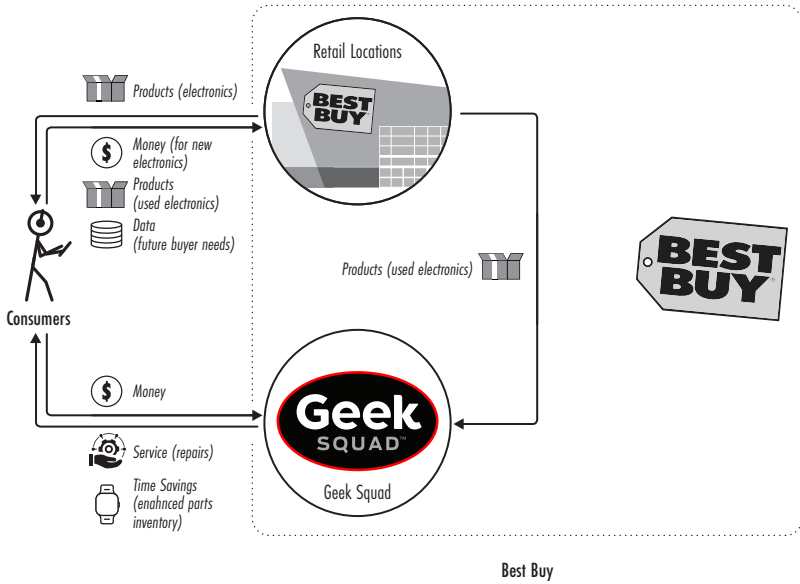 Retail Locations
BEST
BUY
Products (electronics)
$
Money (for new
electronics)
Products
(used electronics)
Data
(future buyer needs)
Consumers
Products (used electronics)
BEST
BUY®
$
Money
Service (repairs)
Time Savings
(enahnced parts
inventory)
Geek
SQUAD™
Geek Squad
Best Buy